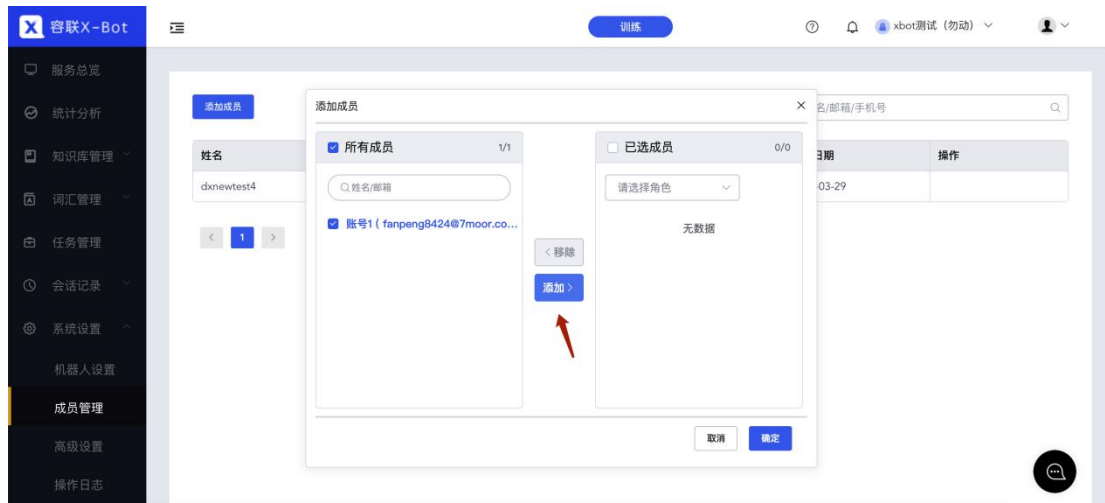 容联X-Bot
训练
xbot测试（勿动）
服务总览
统计分析
知识库管理
词汇管理
任务管理
会话记录
系统设置
机器人设置
成员管理
高级设置
操作日志
添加成员
名/邮箱/手机号
姓名
日期
操作
dxnewtest4
-03-29
1
添加成员
所有成员
1/1
姓名/邮箱
账号1 ( fanpeng8424@7moor.co...
移除
添加
已选成员
0/0
请选择角色
无数据
取消
确定